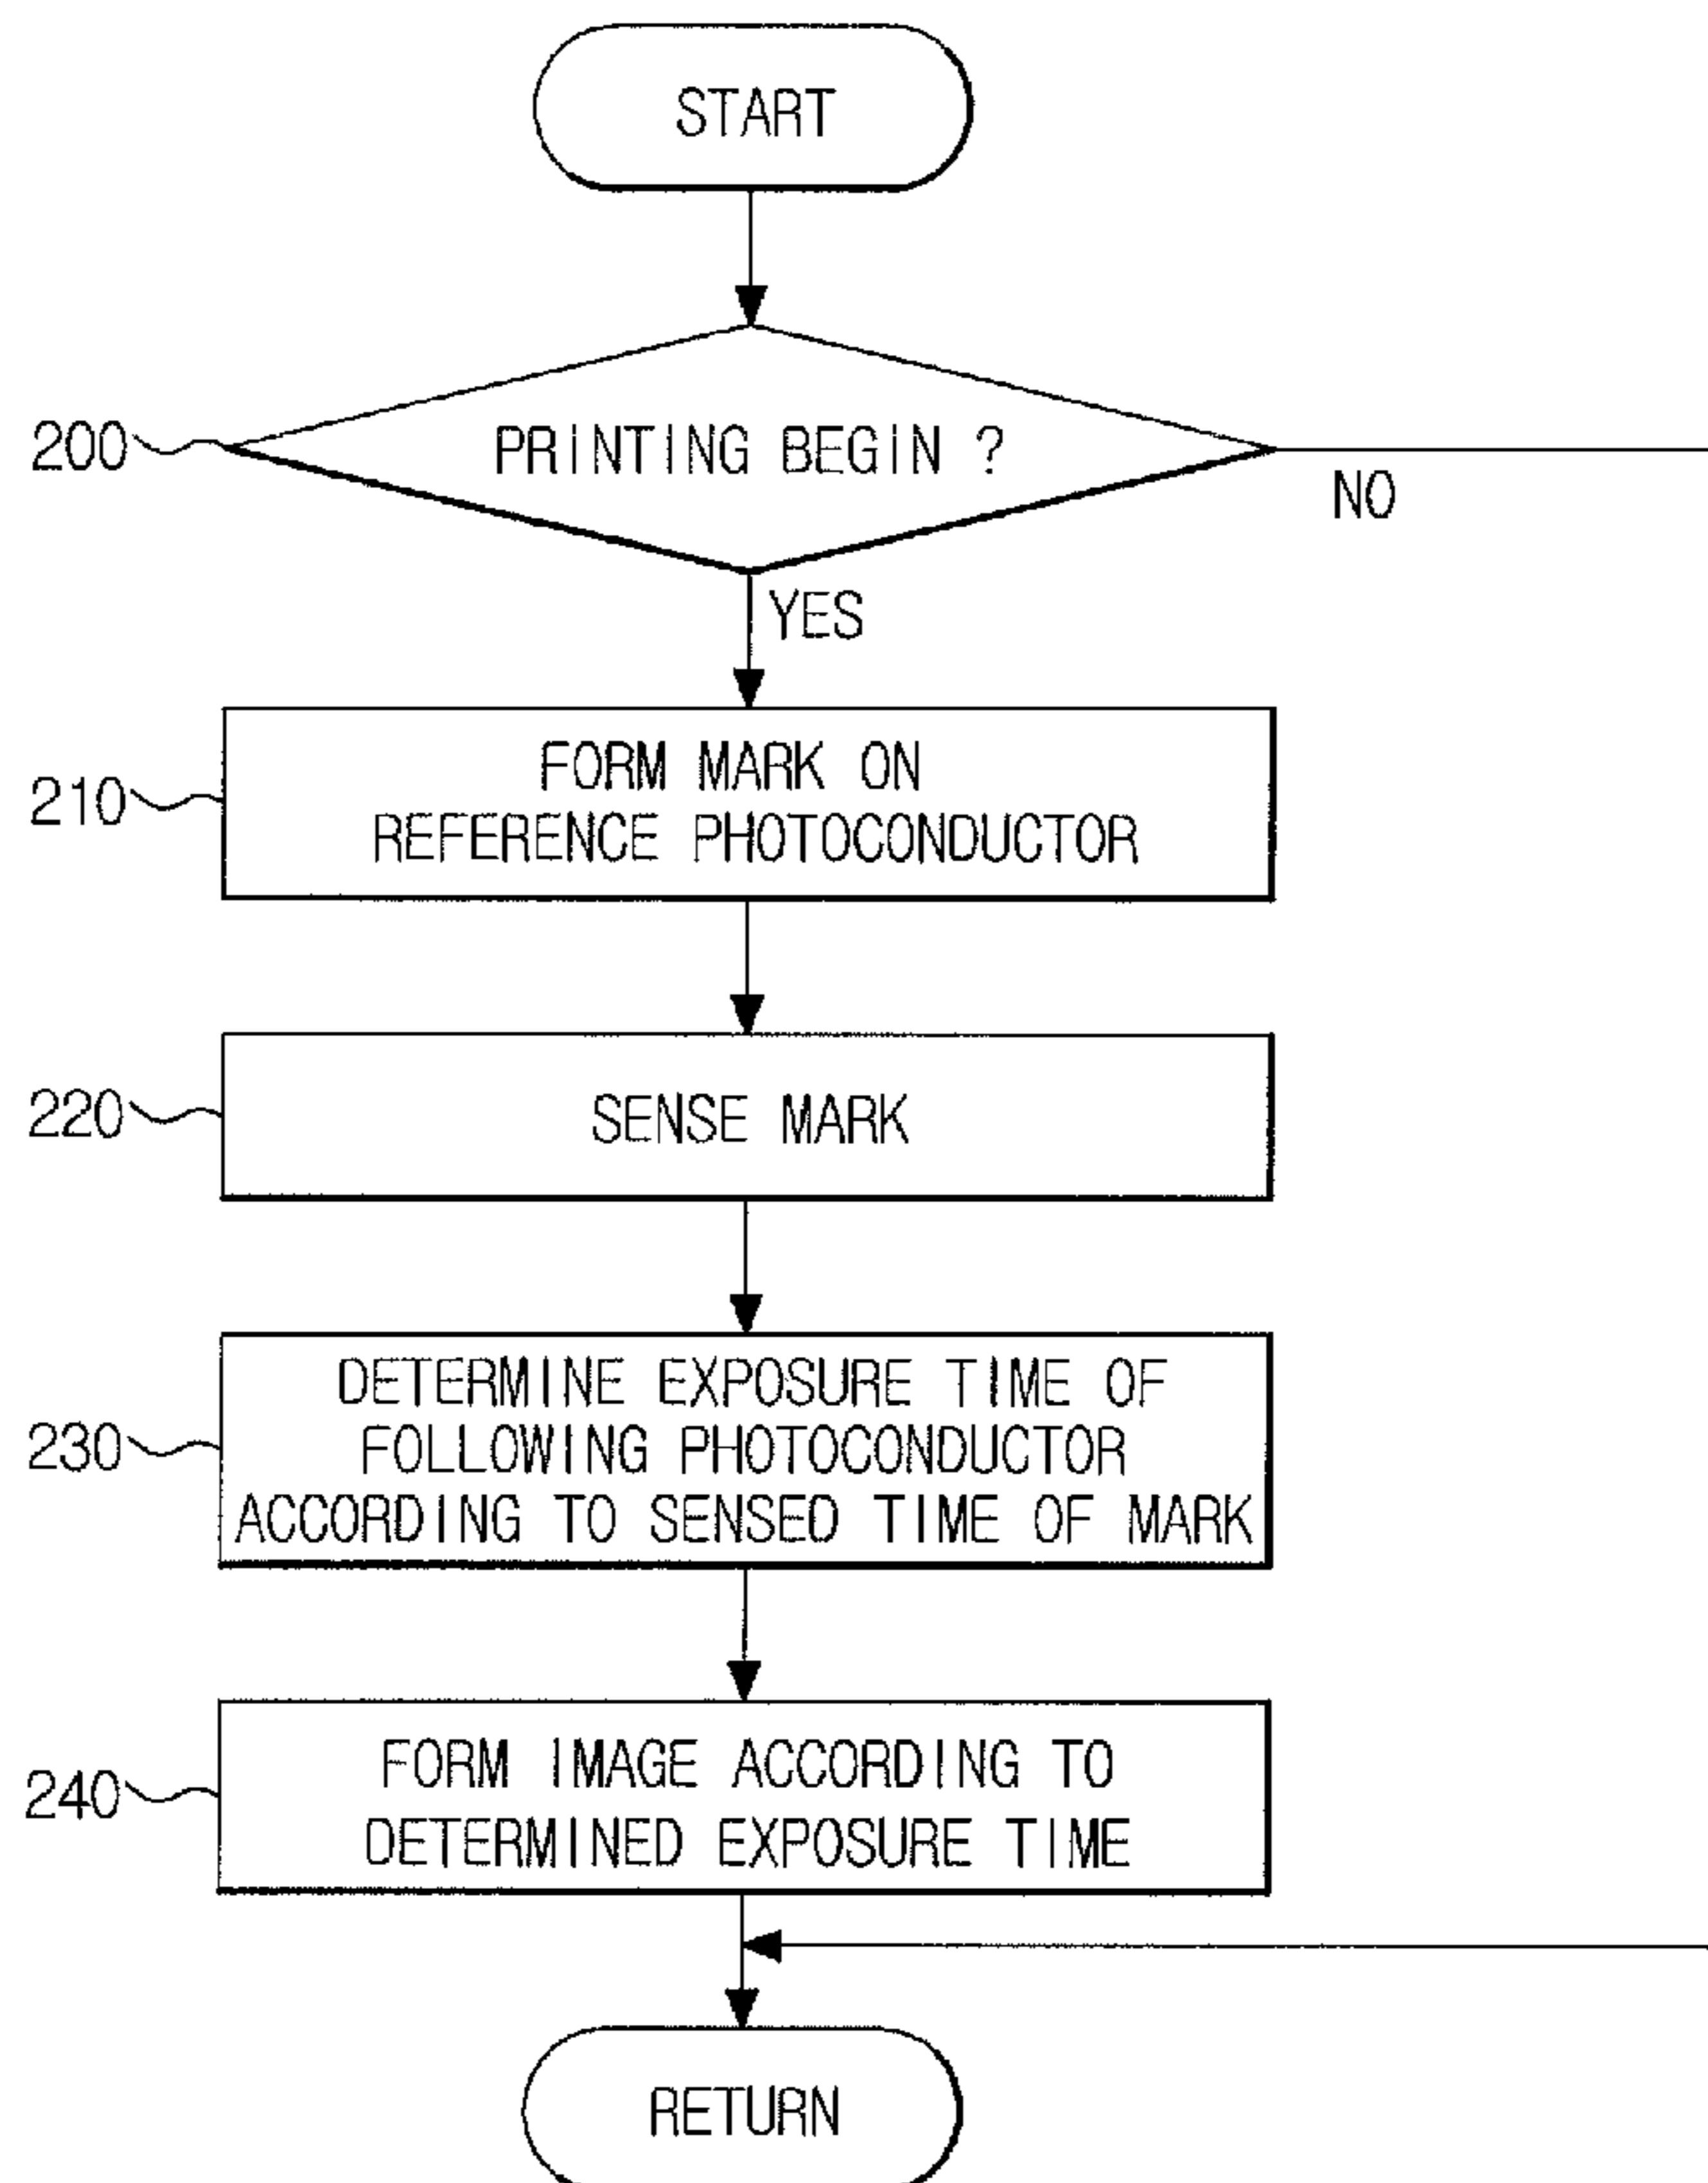 START
200
PRINTING BEGIN ?
NO
YES
210
FORM MARK ON
REFERENCE PHOTOCONDUCTOR
220
SENSE MARK
230
DETERMINE EXPOSURE TIME OF
FOLLOWING PHOTOCONDUCTOR
ACCORDING TO SENSED TIME OF MARK
240
FORM IMAGE ACCORDING TO
DETERMINED EXPOSURE TIME
RETURN